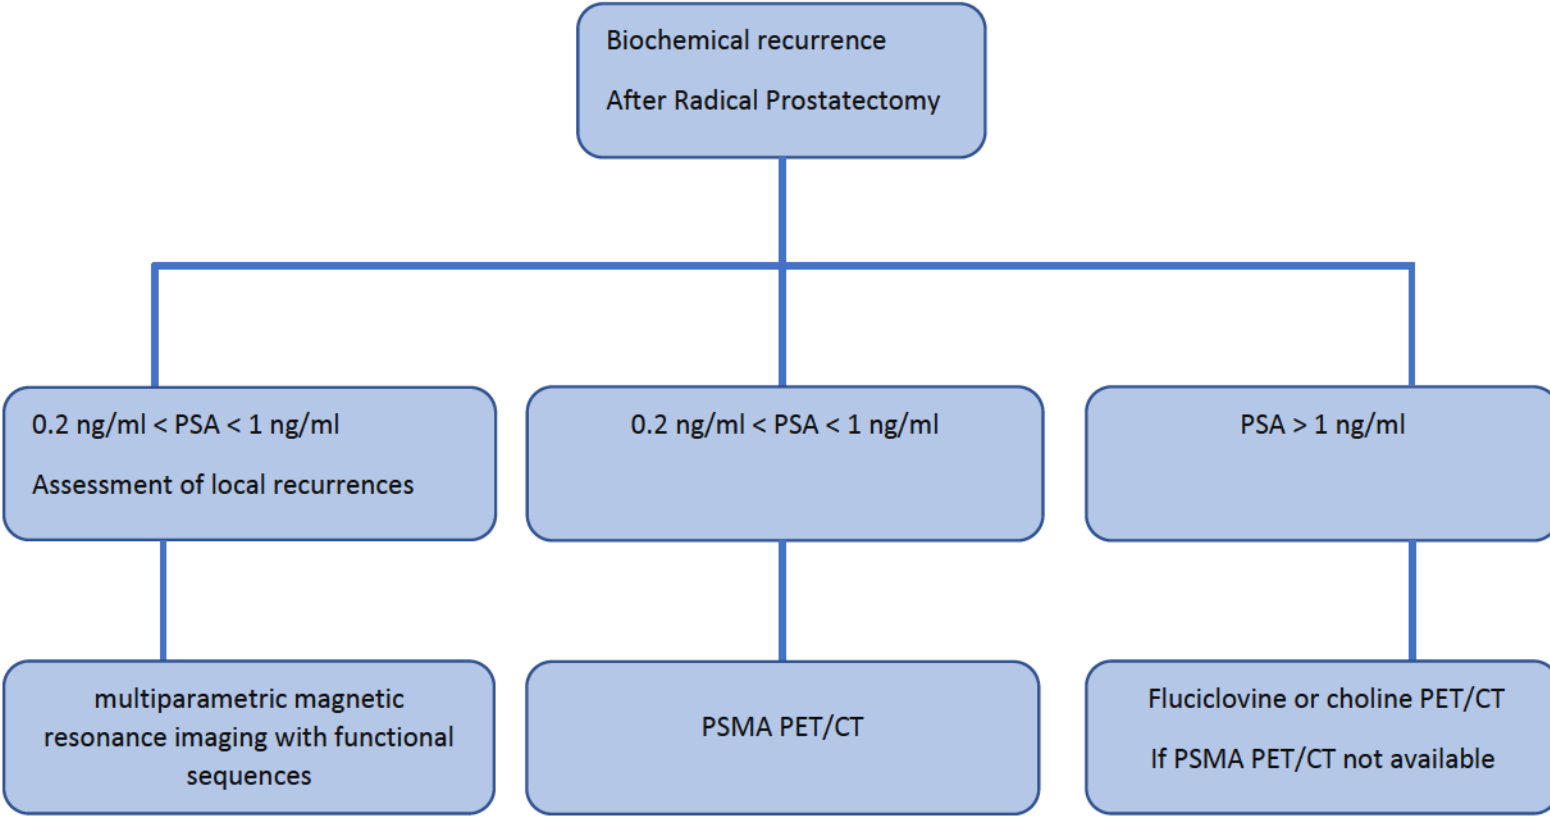 Biochemical recurrence
After Radical Prostatectomy
0.2 ng/ml < PSA < 1 ng/ml
Assessment of local recurrences
0.2 ng/ml < PSA < 1 ng/ml
PSA > 1 ng/ml
multiparametric magnetic
resonance imaging with functional
sequences
PSMA PET/CT
Fluciclovine or choline PET/CT
If PSMA PET/CT not available